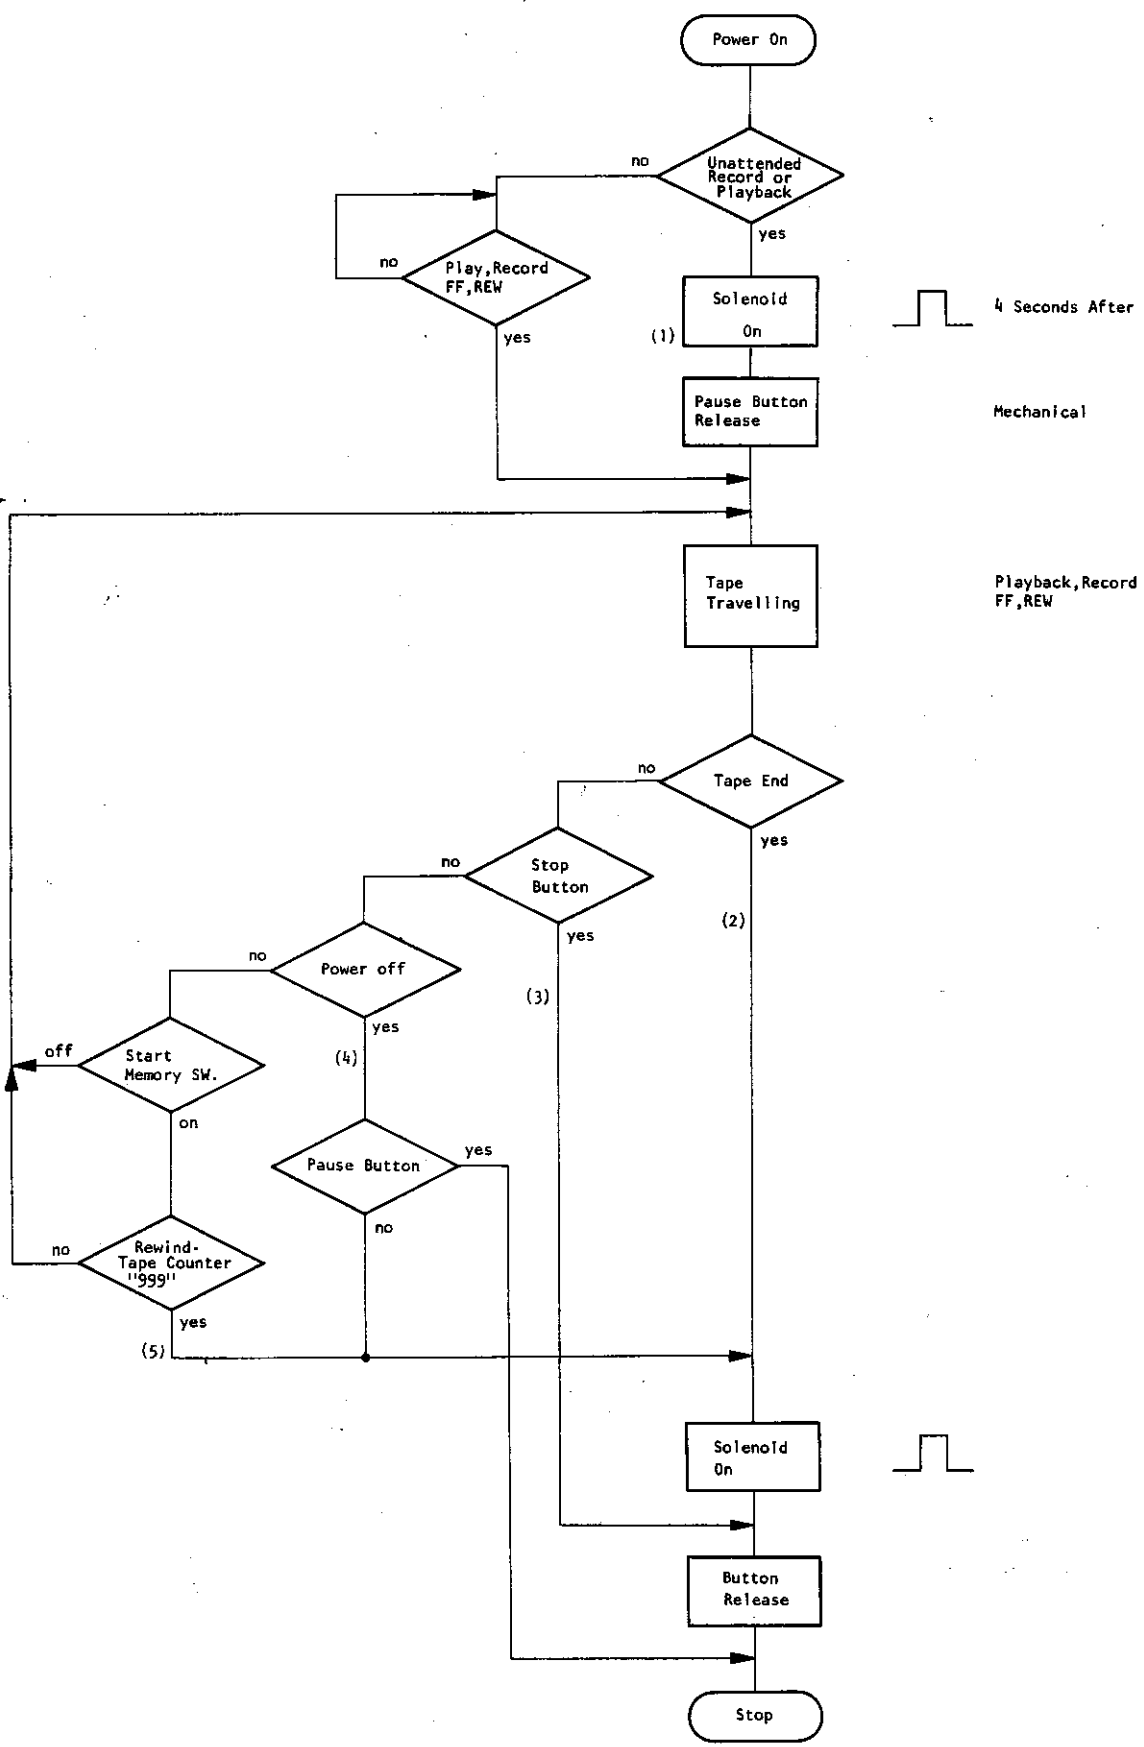 Power On
no
Unattended
Record or
Playback
yes
no
Play,Record
FF,REW
yes
(1)
Solenoid
On
4 Seconds After
Pause Button
Release
Mechanical
Tape
Travelling
Playback,Record
FF,REW
no
Tape End
yes
no
Stop
Button
yes
(2)
no
Power off
yes
(3)
off
Start
Memory SW.
on
(4)
Pause Button
yes
no
no
Rewind-
Tape Counter
"999"
yes
(5)
Solenoid
On
Button
Release
Stop